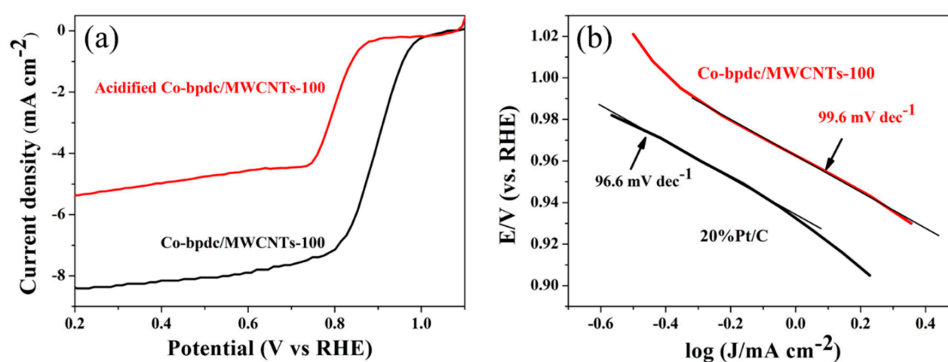 (a)
Acidified Co-bpdc/MWCNTs-100
Co-bpdc/MWCNTs-100
Current density (mA cm⁻²)
0
-2
-4
-6
-8
0.2 0.4 0.6 0.8 1.0
Potential (V vs RHE)
(b)
Co-bpdc/MWCNTs-100
99.6 mV dec⁻¹
96.6 mV dec⁻¹
20%Pt/C
E/V (vs. RHE)
1.02
1.00
0.98
0.96
0.94
0.92
0.90
-0.6 -0.4 -0.2 0.0 0.2 0.4
log (J/mA cm⁻²)